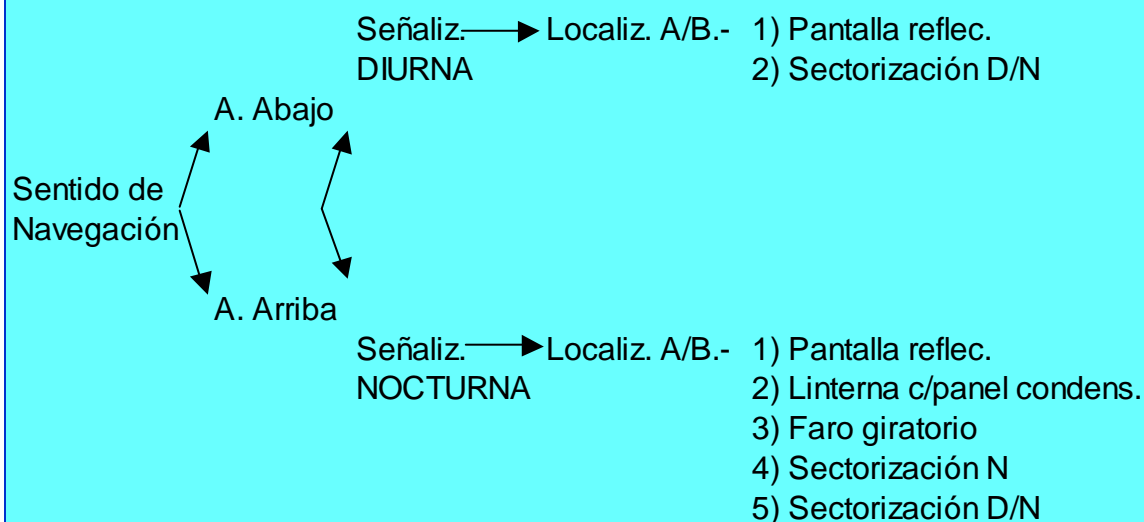 Señaliz. Localiz. A/B.- 1) Pantalla reflec.
DIURNA 2) Sectorización D/N
A. Abajo
Sentido de
Navegación
A. Arriba
Señaliz. Localiz. A/B.- 1) Pantalla reflec.
NOCTURNA 2) Linterna c/panel condens.
3) Faro giratorio
4) Sectorización N
5) Sectorización D/N